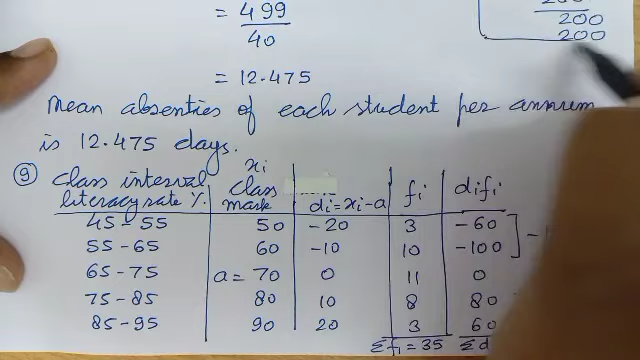 = 499
40
= 12.475
200
200
200
Mean absenties of each student per annum
is 12.475 days.
9 Class interval literacy rate %. xi Class mark di = xi - a fi difi
45 - 55 50 -20 3 -60
55 - 65 60 -10 10 -100
65 - 75 a = 70 0 11 0
75 - 85 80 10 8 80
85 - 95 90 20 3 60
Σfi = 35 Σd